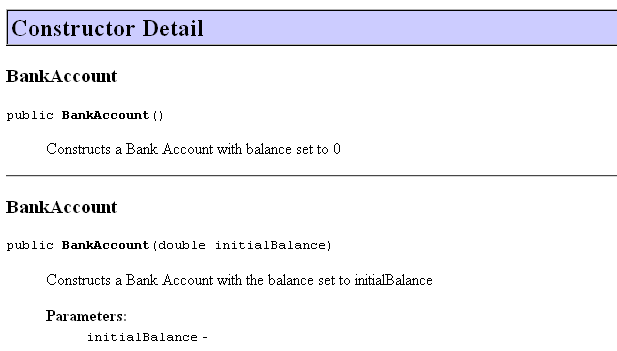 Constructor Detail
BankAccount
public BankAccount()
Constructs a Bank Account with balance set to 0
BankAccount
public BankAccount(double initialBalance)
Constructs a Bank Account with the balance set to initialBalance
Parameters:
initialBalance -